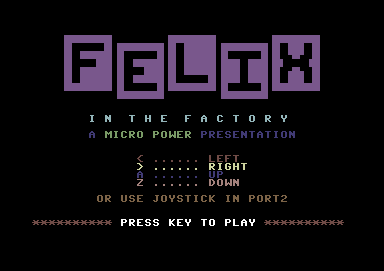 FELIX
IN THE FACTORY
A MICRO POWER PRESENTATION
< ...... LEFT
> ...... RIGHT
A ...... UP
Z ...... DOWN
OR USE JOYSTICK IN PORT2
********** PRESS KEY TO PLAY **********